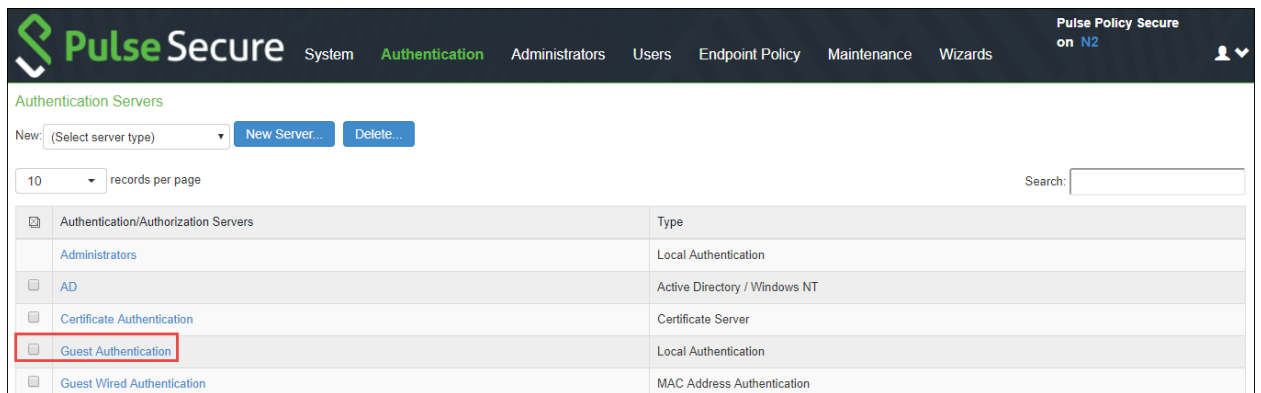 Pulse Secure System Authentication Administrators Users Endpoint Policy Maintenance Wizards
Pulse Policy Secure
on N2
Authentication Servers
New: (Select server type) New Server... Delete...
10 records per page Search:
Authentication/Authorization Servers Type
Administrators Local Authentication
AD Active Directory / Windows NT
Certificate Authentication Certificate Server
Guest Authentication Local Authentication
Guest Wired Authentication MAC Address Authentication